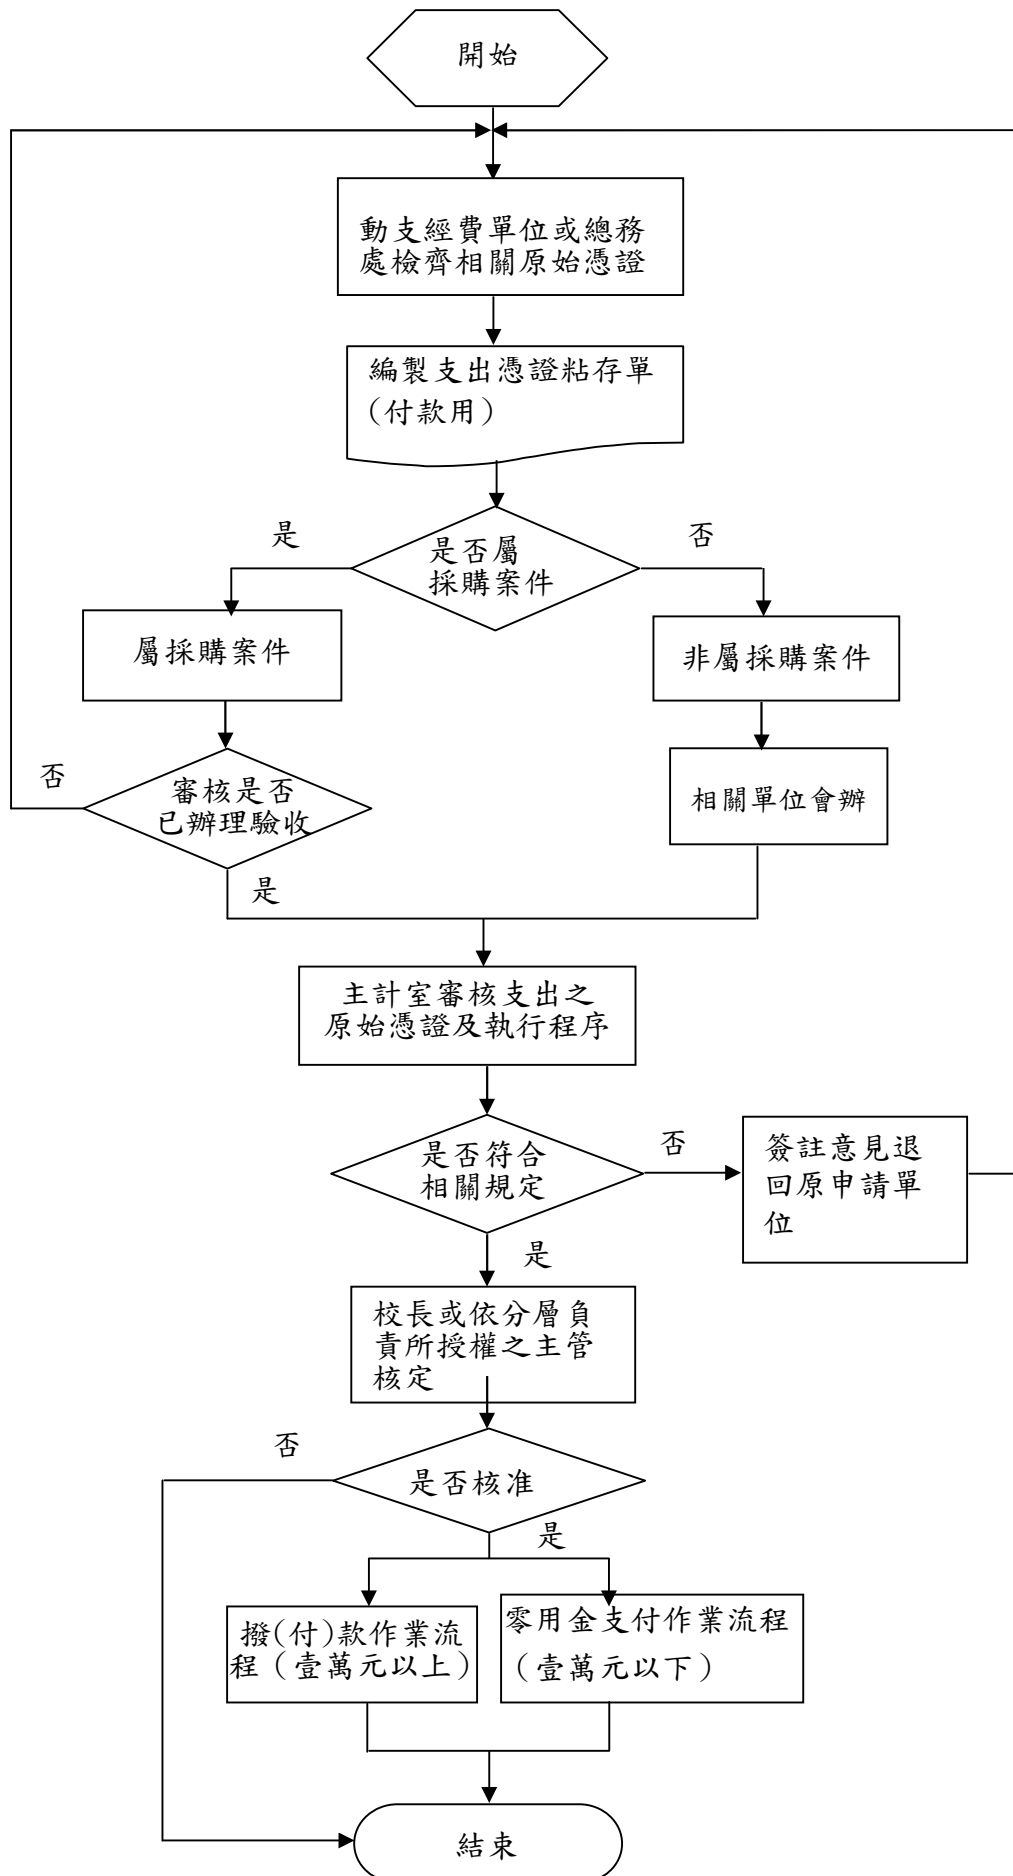 開始
動支經費單位或總務
處檢齊相關原始憑證
編製支出憑證粘存單
(付款用)
是
是否屬
採購案件
否
屬採購案件
非屬採購案件
否
審核是否
已辦理驗收
相關單位會辦
是
主計室審核支出之
原始憑證及執行程序
是否符合
相關規定
否
簽註意見退
回原申請單
位
是
校長或依分層負
責所授權之主管
核定
否
是否核准
是
撥(付)款作業流
程（壹萬元以上）
零用金支付作業流程
（壹萬元以下）
結束